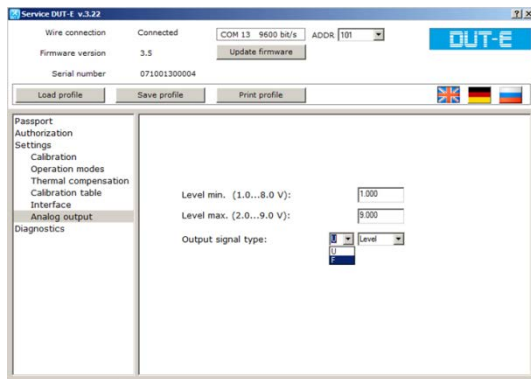 Service DUT-E v.3.22
Wire connection Connected COM 13 9600 bit/s ADDR 101
DUT-E
Firmware version 3.5 Update firmware
Serial number 071001300004
Load profile Save profile Print profile
Passport
Authorization
Settings
Calibration
Operation modes
Thermal compensation
Calibration table
Interface
Analog output
Diagnostics
Level min. (1.0...8.0 V): 1.000
Level max. (2.0...9.0 V): 9.000
Output signal type: U Level
U
F